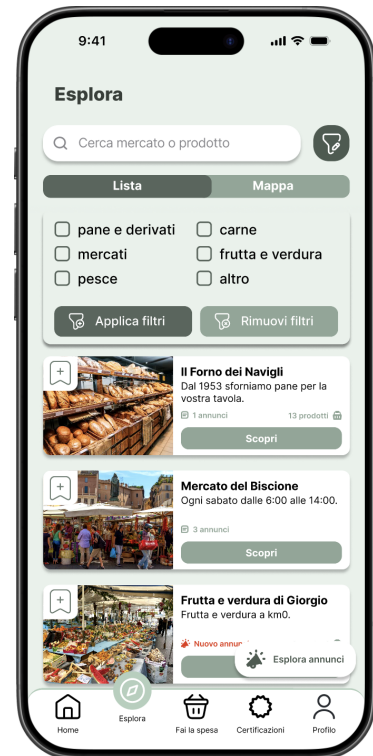 9:41
Esplora
Cerca mercato o prodotto
Lista
Mappa
pane e derivati
carne
mercati
frutta e verdura
pesce
altro
Applica filtri
Rimuovi filtri
Il Forno dei Navigli
Dal 1953 sforniamo pane per la
vostra tavola.
1 annunci
13 prodotti
Scopri
Mercato del Biscione
Ogni sabato dalle 6:00 alle 14:00.
3 annunci
Scopri
Frutta e verdura di Giorgio
Frutta e verdura a km0.
Nuovo
Esplora annunci
Home
Esplora
Fai la spesa
Certificazioni
Profilo